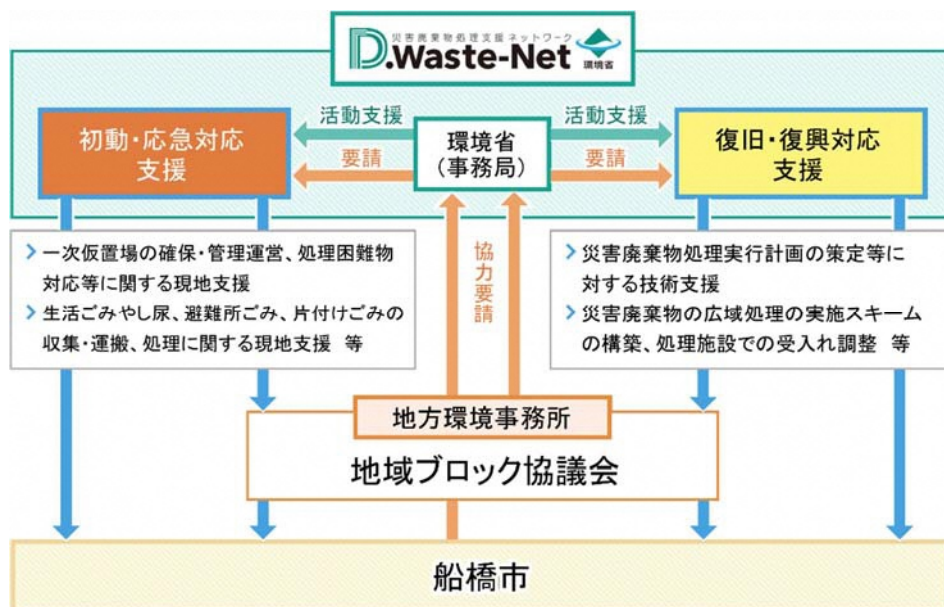 災害廃棄物処理支援ネットワーク
D.Waste-Net
環境省
初動・応急対応
支援
活動支援
要請
環境省
(事務局)
活動支援
要請
復旧・復興対応
支援
一次仮置場の確保・管理運営、処理困難物
対応等に関する現地支援
生活ごみやし尿、避難所ごみ、片付けごみの
収集・運搬、処理に関する現地支援 等
協力要請
災害廃棄物処理実行計画の策定等に
対する技術支援
災害廃棄物の広域処理の実施スキーム
の構築、処理施設での受入れ調整 等
地方環境事務所
地域ブロック協議会
船橋市